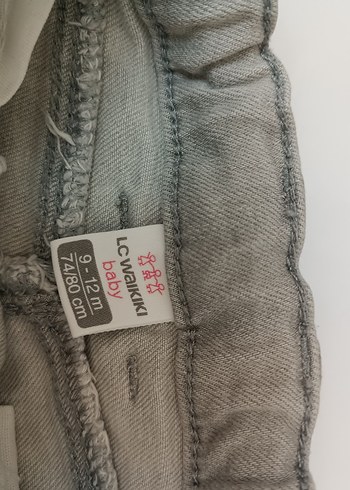 LC WAIKIKI
baby
9 - 12 m
74/80 cm